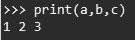 >>> print(a,b,c)
1 2 3